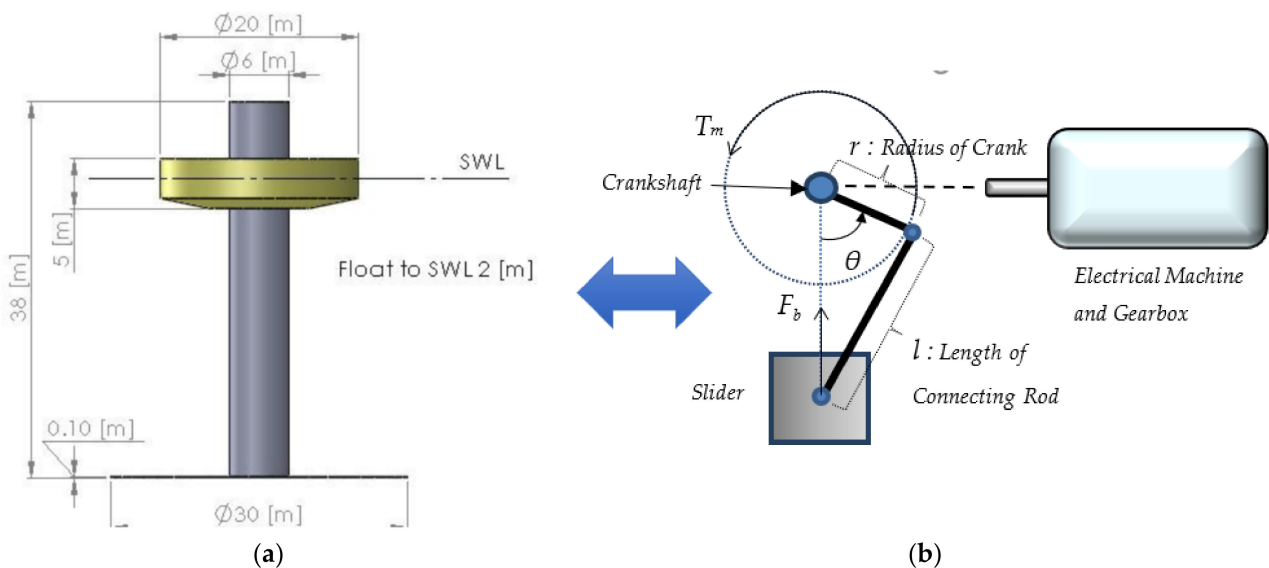 Ø20 [m]
Ø6 [m]
SWL
5 [m]
38 [m]
Float to SWL 2 [m]
0.10 [m]
Ø30 [m]
(a)
Tm
r : Radius of Crank
Crankshaft
θ
Fb
l : Length of
Connecting Rod
Slider
Electrical Machine
and Gearbox
(b)